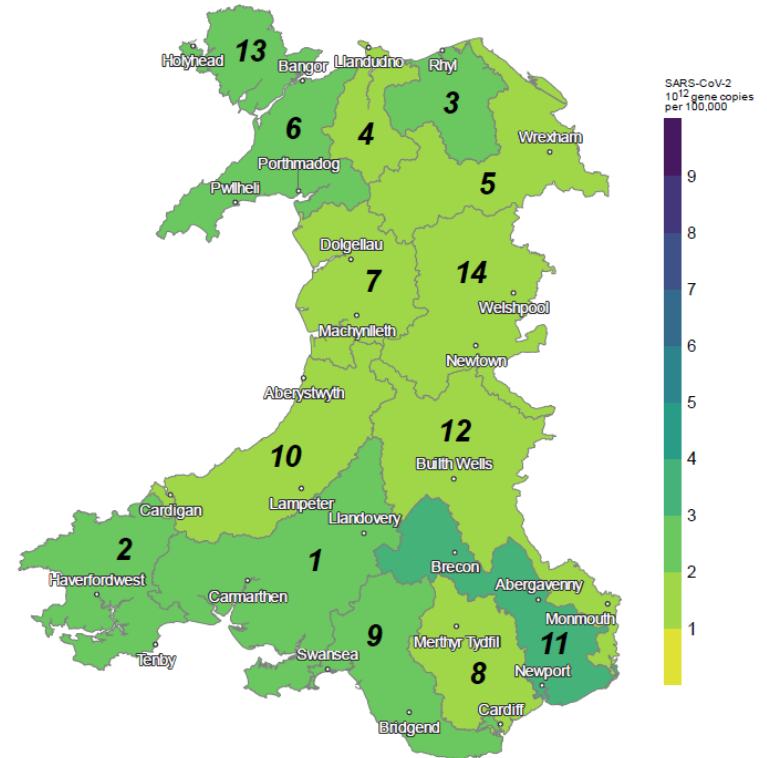 13
Holyhead
Bangor
Llandudno
Rhyl
SARS-CoV-2
10¹² gene copies
per 100,000
3
6
4
Wrexham
Porthmadog
5
Pwllheli
9
8
7
6
5
4
3
2
1
Dolgellau
14
7
Welshpool
Machynlleth
Newtown
Aberystwyth
12
10
Builth Wells
Cardigan
Lampeter
Llandovery
2
1
Brecon
Haverfordwest
Abergavenny
Carmarthen
Monmouth
9
Merthyr Tydfil
11
Tenby
Swansea
8
Newport
Cardiff
Bridgend